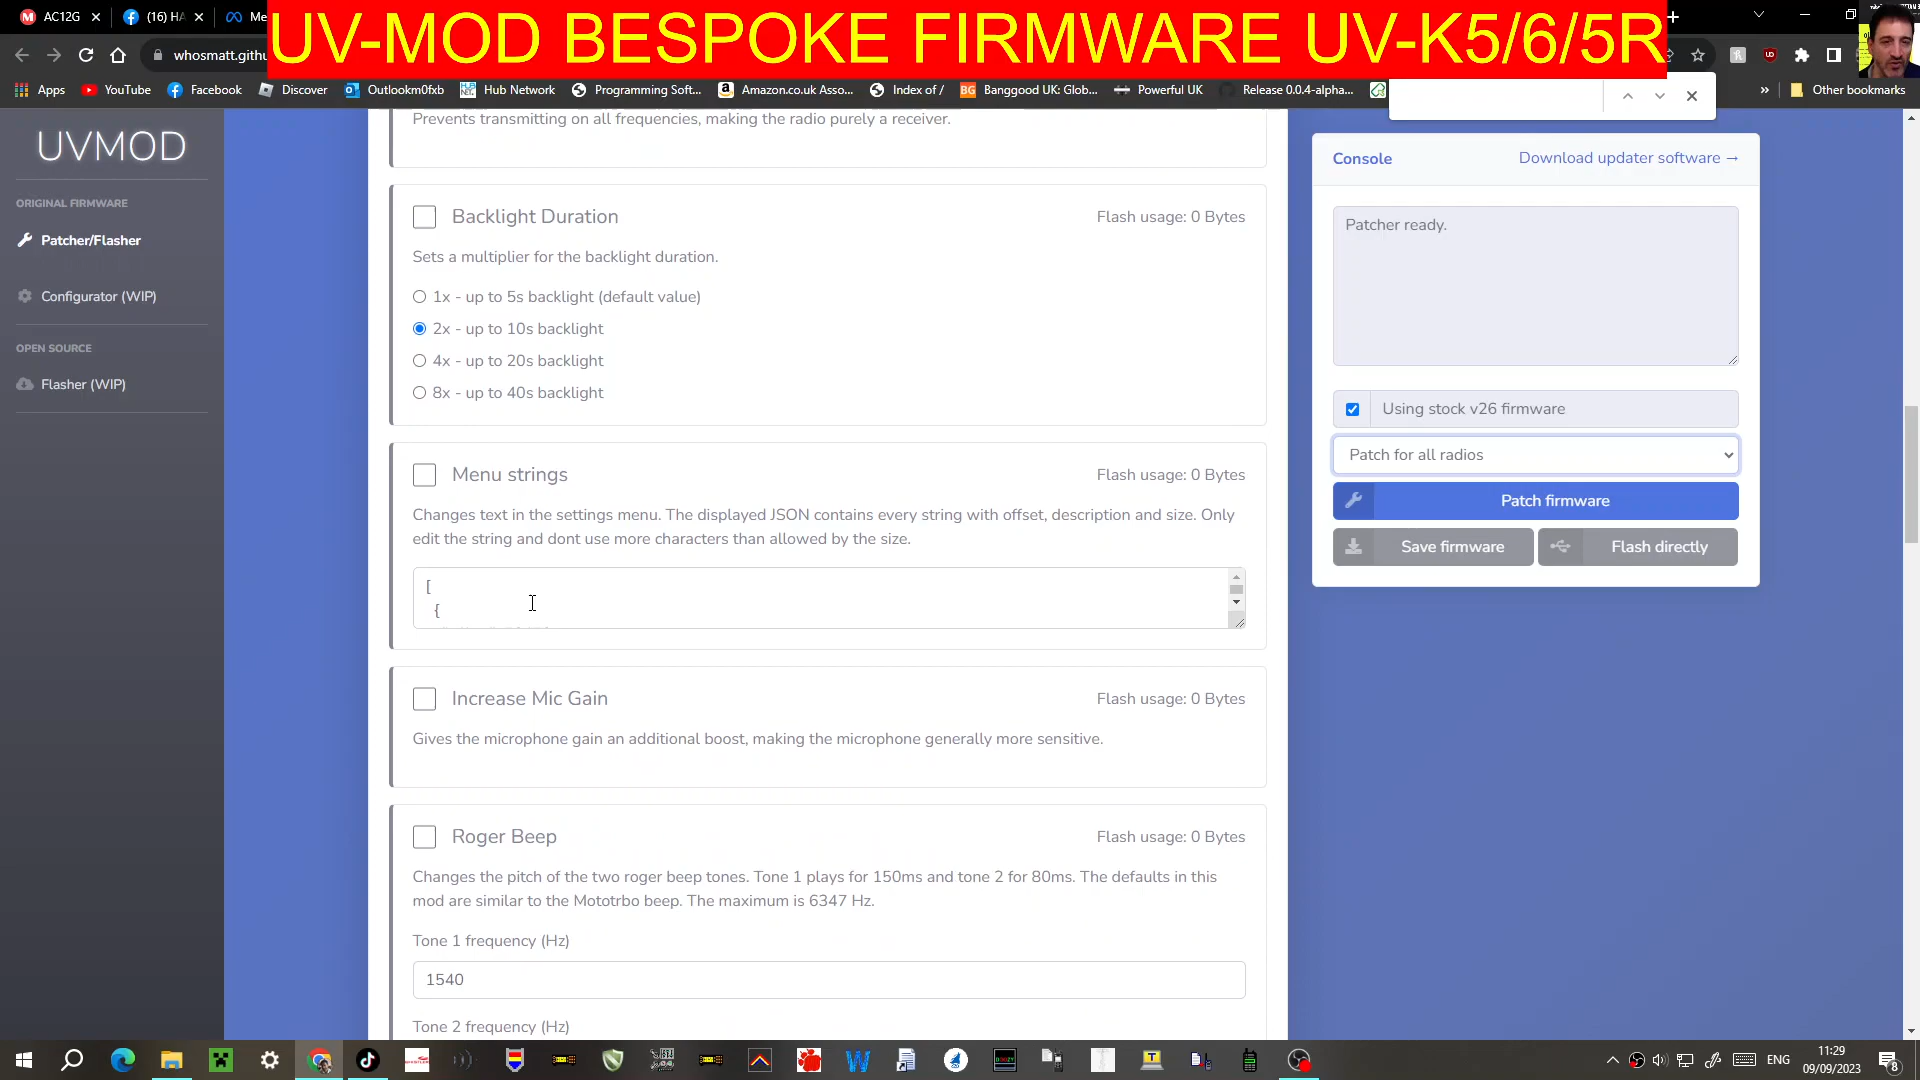 AC12G
(16) HA
Me
UV-MOD BESPOKE FIRMWARE UV-K5/6/5R
whosmatt.githu
Apps
YouTube
Facebook
Discover
Outlookm0fxb
Hub Network
Programming Soft...
Amazon.co.uk Asso...
Index of /
Banggood UK: Glob...
Powerful UK
Release 0.0.4-alpha...
»
Other bookmarks
UVMOD
ORIGINAL FIRMWARE
Patcher/Flasher
Configurator (WIP)
OPEN SOURCE
Flasher (WIP)
Prevents transmitting on all frequencies, making the radio purely a receiver.
Backlight Duration
Flash usage: 0 Bytes
Sets a multiplier for the backlight duration.
1x - up to 5s backlight (default value)
2x - up to 10s backlight
4x - up to 20s backlight
8x - up to 40s backlight
Menu strings
Flash usage: 0 Bytes
Changes text in the settings menu. The displayed JSON contains every string with offset, description and size. Only
edit the string and dont use more characters than allowed by the size.
[
{
Increase Mic Gain
Flash usage: 0 Bytes
Gives the microphone gain an additional boost, making the microphone generally more sensitive.
Roger Beep
Flash usage: 0 Bytes
Changes the pitch of the two roger beep tones. Tone 1 plays for 150ms and tone 2 for 80ms. The defaults in this
mod are similar to the Mototrbo beep. The maximum is 6347 Hz.
Tone 1 frequency (Hz)
1540
Tone 2 frequency (Hz)
Console
Download updater software →
Patcher ready.
Using stock v26 firmware
Patch for all radios
Patch firmware
Save firmware
Flash directly
ENG
11:29
09/09/2023
8